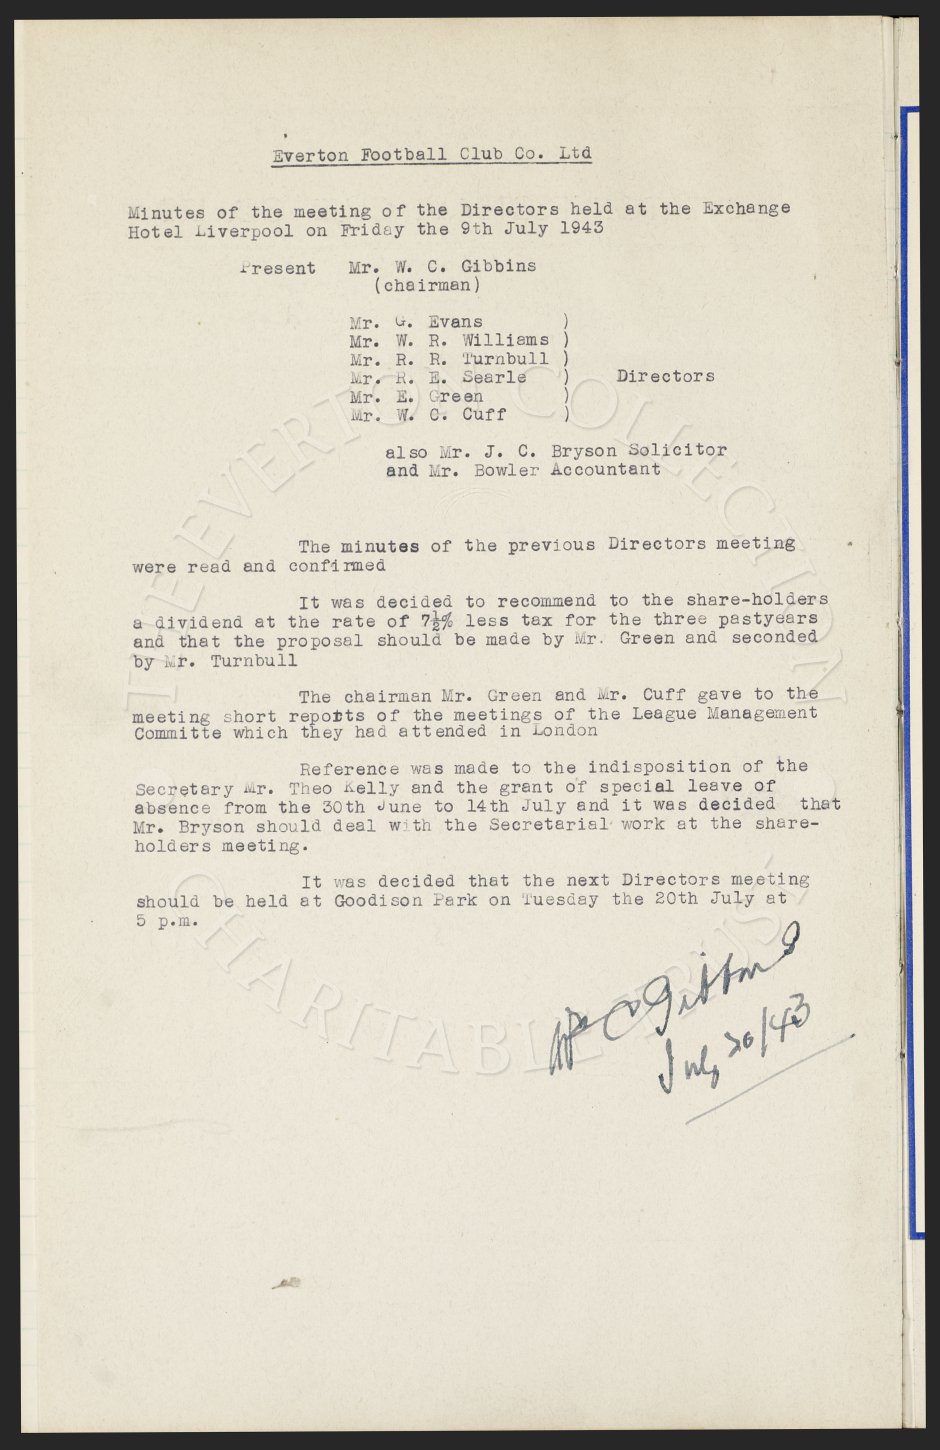 Everton Football Club Co. Ltd
Minutes of the meeting of the Directors held at the Exchange
Hotel Liverpool on Friday the 9th July 1943
Present Mr. W. C. Gibbins
(chairman)
Mr. G. Evans )
Mr. W. R. Williams )
Mr. R. R. Turnbull )
Mr. R. E. Searle ) Directors
Mr. E. Green )
Mr. W. C. Cuff )
also Mr. J. C. Bryson Solicitor
and Mr. Bowler Accountant
The minutes of the previous Directors meeting
were read and confirmed
It was decided to recommend to the share-holders
a dividend at the rate of 7½% less tax for the three pastyears
and that the proposal should be made by Mr. Green and seconded
by Mr. Turnbull
The chairman Mr. Green and Mr. Cuff gave to the
meeting short repotts of the meetings of the League Management
Committe which they had attended in London
Reference was made to the indisposition of the
Secretary Mr. Theo Kelly and the grant of special leave of
absence from the 30th June to 14th July and it was decided that
Mr. Bryson should deal with the Secretarial work at the share-
holders meeting.
It was decided that the next Directors meeting
should be held at Goodison Park on Tuesday the 20th July at
5 p.m.
Wm C Gibbins
July 20/43
THE EVERTON COLLECTION
CHARITABLE TRUST